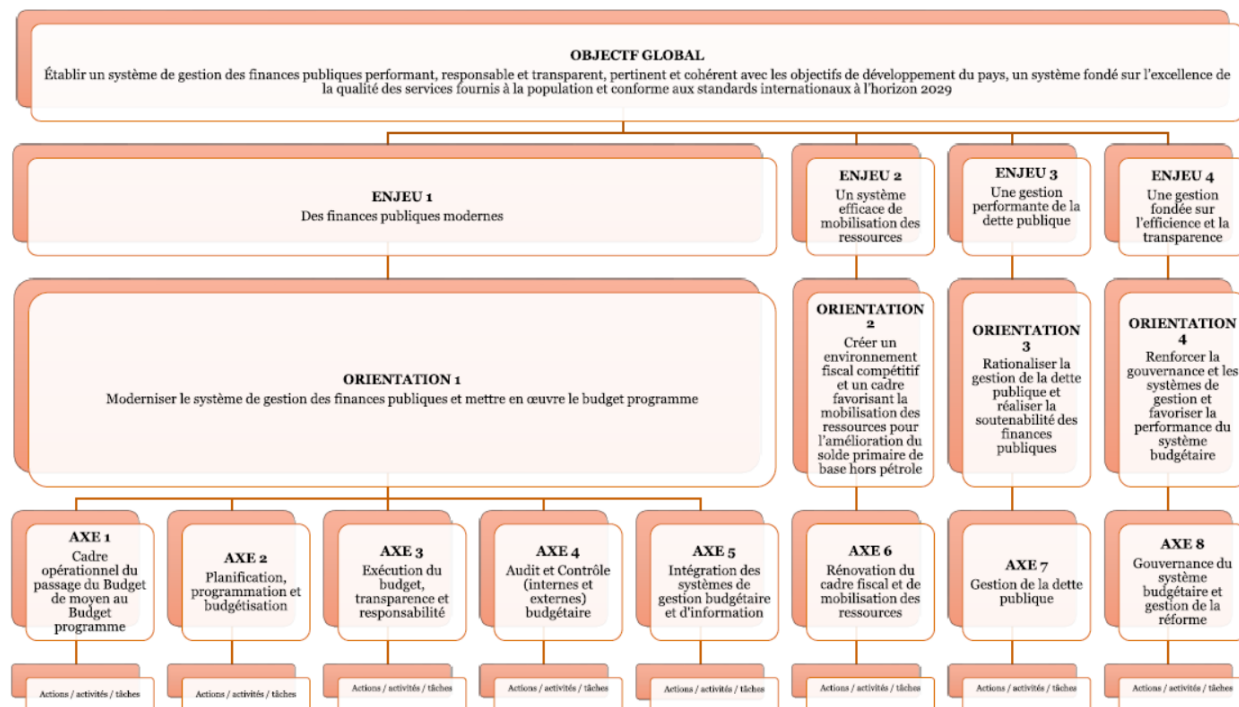 OBJECTF GLOBAL
Établir un système de gestion des finances publiques performant, responsable et transparent, pertinent et cohérent avec les objectifs de développement du pays, un système fondé sur l'excellence de
la qualité des services fournis à la population et conforme aux standards internationaux à l'horizon 2029
ENJEU 1
Des finances publiques modernes
ENJEU 2
Un système
efficace de
mobilisation des
ressources
ENJEU 3
Une gestion
performante de la
dette publique
ENJEU 4
Une gestion
fondée sur
l'efficience et la
transparence
ORIENTATION 1
Moderniser le système de gestion des finances publiques et mettre en œuvre le budget programme
ORIENTATION
2
Créer un
environnement
fiscal compétitif
et un cadre
favorisant la
mobilisation des
ressources pour
l'amélioration du
solde primaire de
base hors pétrole
ORIENTATION
3
Rationaliser la
gestion de la dette
publique et
réaliser la
soutenabilité des
finances
publiques
ORIENTATION
4
Renforcer la
gouvernance et les
systèmes de
gestion et
favoriser la
performance du
système
budgétaire
AXE 1
Cadre
opérationnel du
passage du Budget
de moyen au
Budget
programme
AXE 2
Planification,
programmation et
budgétisation
AXE 3
Exécution du
budget,
transparence et
responsabilité
AXE 4
Audit et Contrôle
(internes et
externes)
budgétaire
AXE 5
Intégration des
systèmes de
gestion budgétaire
et d'information
AXE 6
Rénovation du
cadre fiscal et de
mobilisation des
ressources
AXE 7
Gestion de la dette
publique
AXE 8
Gouvernance du
système
budgétaire et
gestion de la
réforme
Actions / activités / tâches
Actions / activités / tâches
Actions / activités / tâches
Actions / activités / tâches
Actions / activités / tâches
Actions / activités / tâches
Actions / activités / tâches
Actions / activités / tâches